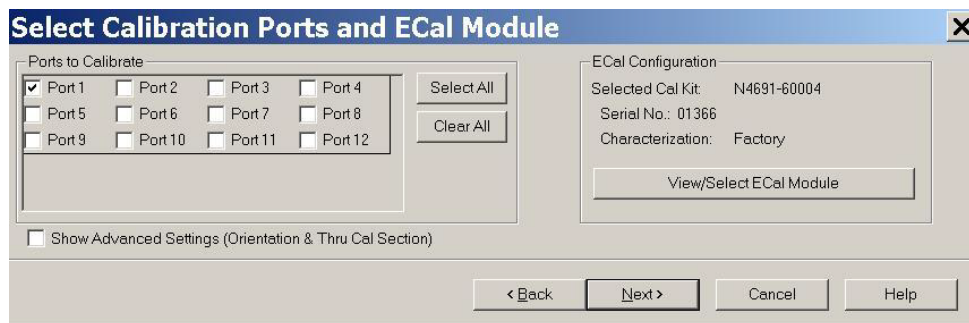 Select Calibration Ports and ECal Module
Ports to Calibrate
Port 1 Port 2 Port 3 Port 4
Port 5 Port 6 Port 7 Port 8
Port 9 Port 10 Port 11 Port 12
Select All
Clear All
ECal Configuration
Selected Cal Kit: N4691-60004
Serial No.: 01366
Characterization: Factory
View/Select ECal Module
Show Advanced Settings (Orientation & Thru Cal Section)
< Back Next > Cancel Help